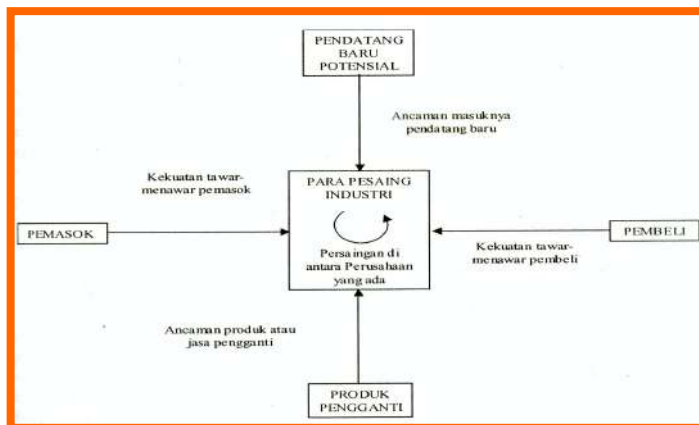 PENDATANG
BARU
POTENSIAL
Ancaman masuknya
pendatang baru
Kekuatan tawar-
menawar pemasok
PARA PESAING
INDUSTRI
PEMASOK
Persaingan di
antara Perusahaan
yang ada
PEMBELI
Kekuatan tawar-
menawar pembeli
Ancaman produk atau
jasa pengganti
PRODUK
PENGGANTI